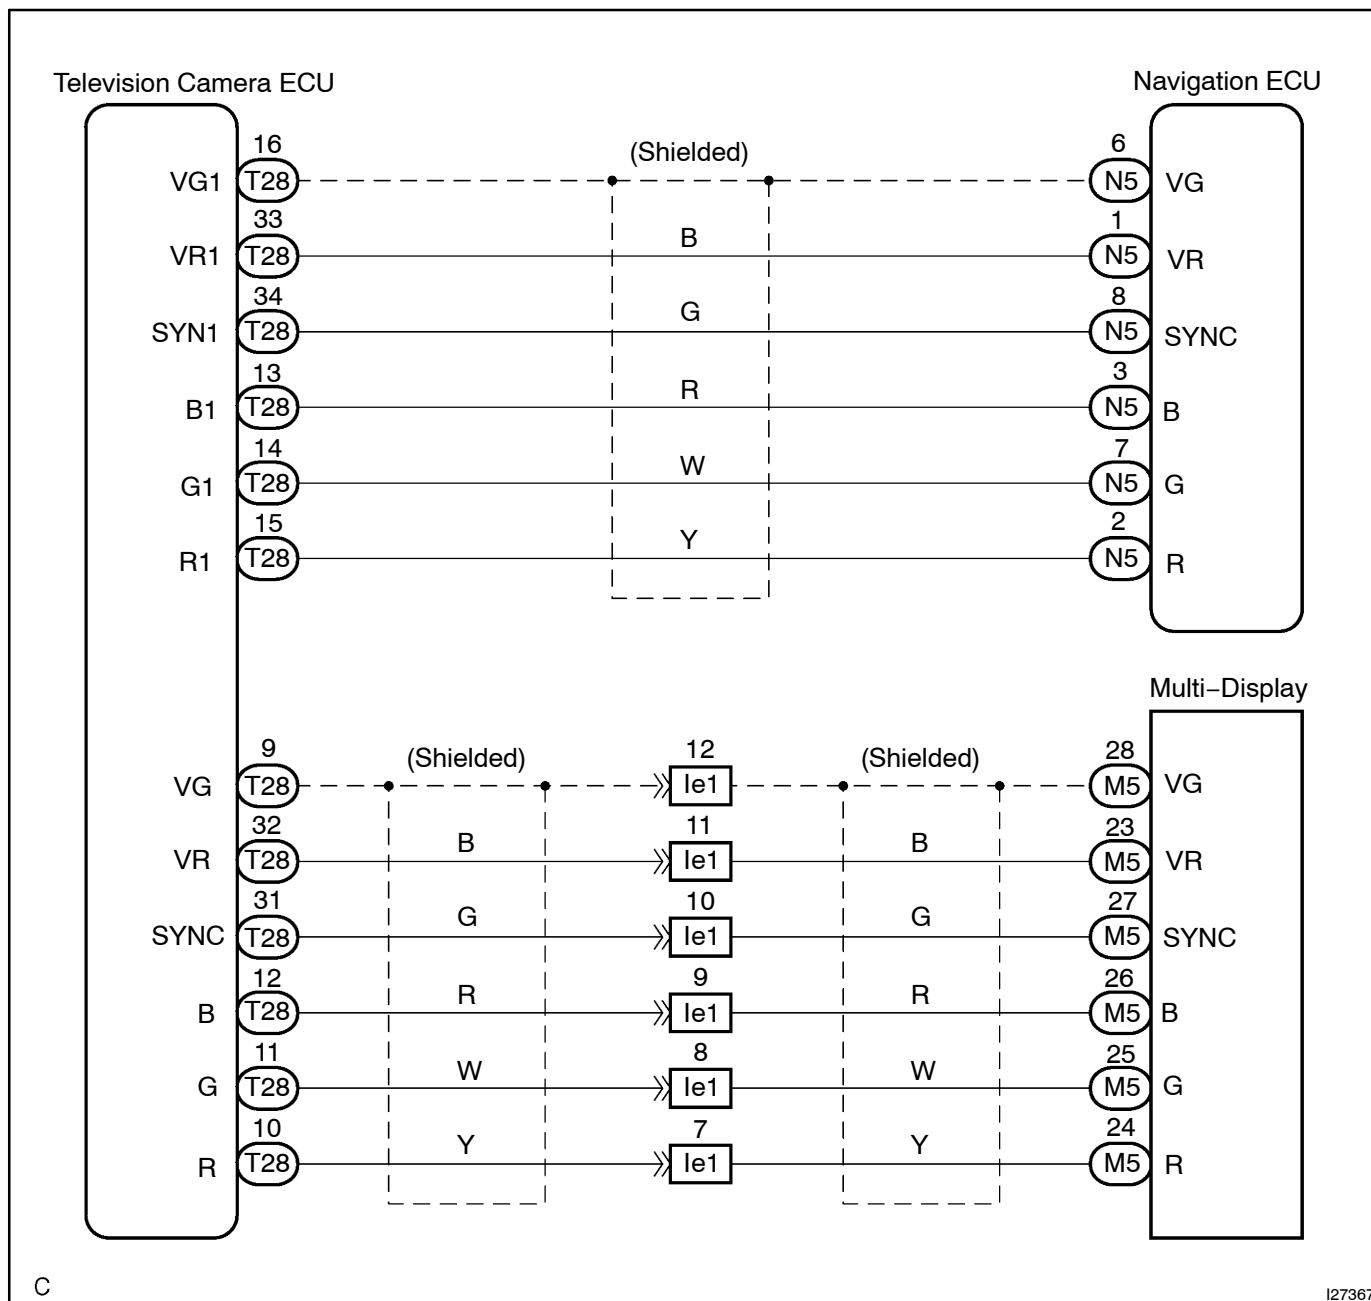 Television Camera ECU
Navigation ECU
16 (Shielded) 6
VG1 T28 N5 VG
33 B 1
VR1 T28 N5 VR
34 G 8
SYN1 T28 N5 SYNC
13 R 3
B1 T28 N5 B
14 W 7
G1 T28 N5 G
15 Y 2
R1 T28 N5 R
Multi−Display
9 (Shielded) 12 (Shielded) 28
VG T28 Ie1 M5 VG
32 B 11 B 23
VR T28 Ie1 M5 VR
31 G 10 G 27
SYNC T28 Ie1 M5 SYNC
12 R 9 R 26
B T28 Ie1 M5 B
11 W 8 W 25
G T28 Ie1 M5 G
10 Y 7 Y 24
R T28 Ie1 M5 R
C
I27367